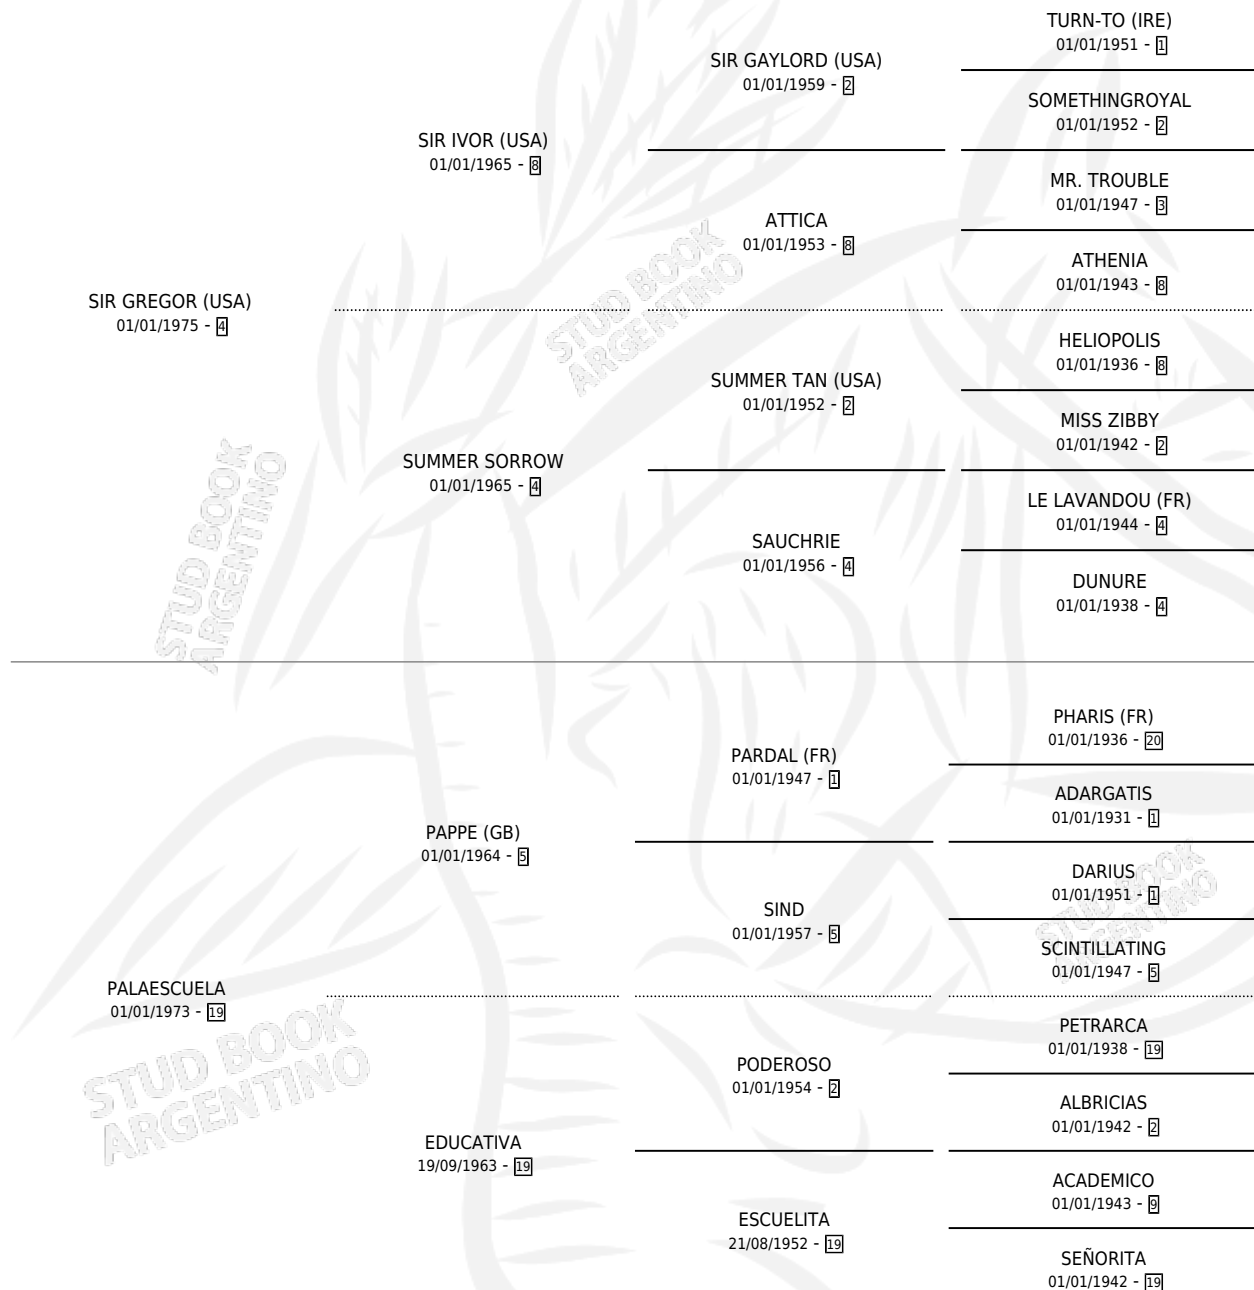 TURN-TO (IRE)
01/01/1951 - 1
SIR GAYLORD (USA)
01/01/1959 - 2
SOMETHINGROYAL
01/01/1952 - 2
SIR IVOR (USA)
01/01/1965 - 8
MR. TROUBLE
01/01/1947 - 3
ATTICA
01/01/1953 - 8
ATHENIA
01/01/1943 - 8
SIR GREGOR (USA)
01/01/1975 - 4
HELIOPOLIS
01/01/1936 - 8
SUMMER TAN (USA)
01/01/1952 - 2
MISS ZIBBY
01/01/1942 - 2
SUMMER SORROW
01/01/1965 - 4
LE LAVANDOU (FR)
01/01/1944 - 4
SAUCHRIE
01/01/1956 - 4
DUNURE
01/01/1938 - 4
PHARIS (FR)
01/01/1936 - 20
PARDAL (FR)
01/01/1947 - 1
ADARGATIS
01/01/1931 - 1
PAPPE (GB)
01/01/1964 - 5
DARIUS
01/01/1951 - 1
SIND
01/01/1957 - 5
SCINTILLATING
01/01/1947 - 5
PALAESCUELA
01/01/1973 - 19
PETRARCA
01/01/1938 - 19
PODEROSO
01/01/1954 - 2
ALBRICIAS
01/01/1942 - 2
EDUCATIVA
19/09/1963 - 19
ACADEMICO
01/01/1943 - 9
ESCUELITA
21/08/1952 - 19
SEÑORITA
01/01/1942 - 19
STUD BOOK
ARGENTINO
STUD BOOK
ARGENTINO
STUD BOOK
ARGENTINO
STUD BOOK
ARGENTINO